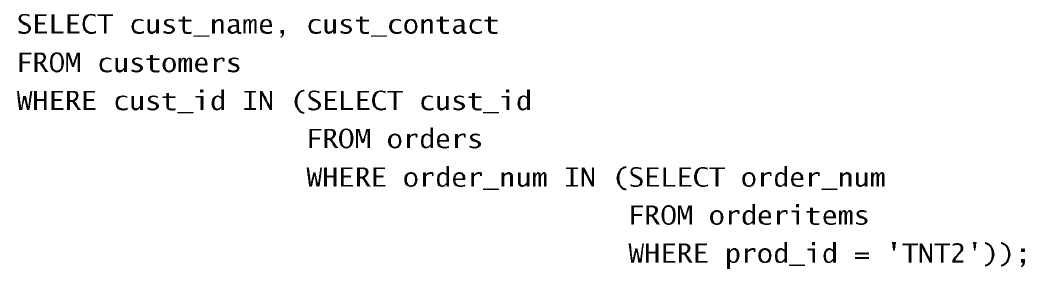 SELECT cust_name, cust_contact
FROM customers
WHERE cust_id IN (SELECT cust_id
                  FROM orders
                  WHERE order_num IN (SELECT order_num
                                      FROM orderitems
                                      WHERE prod_id = 'TNT2'));